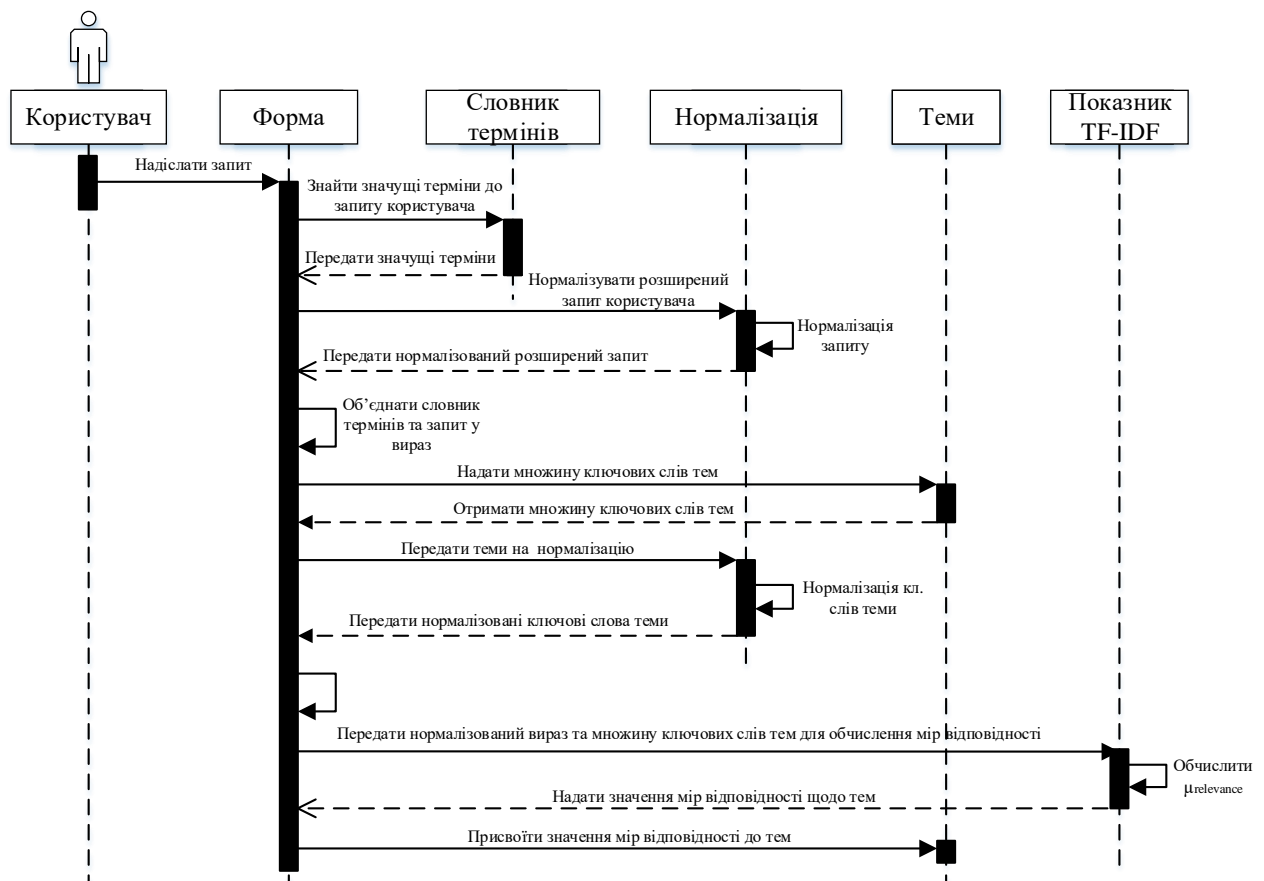 Користувач
Форма
Словник
термінів
Нормалізація
Теми
Показник
TF-IDF
Надіслати запит
Знайти значущі терміни до
запиту користувача
Передати значущі терміни
Нормалізувати розширений
запит користувача
Нормалізація
запиту
Передати нормалізований розширений запит
Об’єднати словник
термінів та запит у
вираз
Надати множину ключових слів тем
Отримати множину ключових слів тем
Передати теми на нормалізацію
Нормалізація кл.
слів теми
Передати нормалізовані ключові слова теми
Передати нормалізований вираз та множину ключових слів тем для обчислення мір відповідності
Обчислити
μrelevance
Надати значення мір відповідності щодо тем
Присвоїти значення мір відповідності до тем